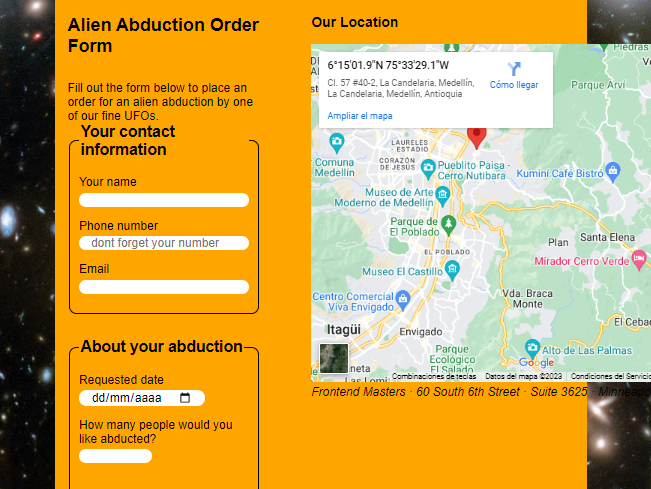 Alien Abduction Order
Form
Fill out the form below to place an
order for an alien abduction by one
of our fine UFOs.
Your contact
information
Your name
Phone number
dont forget your number
Email
About your abduction
Requested date
dd/mm/aaaa
How many people would you
like abducted?
Our Location
6°15'01.9"N 75°33'29.1"W
Cl. 57 #40-2, La Candelaria, Medellín,
La Candelaria, Medellín, Antioquia
Cómo llegar
Ampliar el mapa
Piedras
Parque Arví
Comuna
Medellín
LAURELES
- ESTADIO
CORAZÓN
DE JESÚS
Pueblito Paisa -
Cerro Nutibara
Kuminí Café Bistró
Museo de Arte
Moderno de Medellín
Parque de
El Poblado
EL POBLADO
Plan
Santa Elena
Mirador Cerro Verde
Museo El Castillo
Centro Comercial
Viva Envigado
Vda. Braca
Monte
Itagüí
Envigado
El Ceba
Alto de Las Palmas
Parque
Ecológico
El Salado
neta
Las Lomi
Google
Combinaciones de teclas Datos del mapa ©2023 Condiciones del Servicio
Frontend Masters · 60 South 6th Street · Suite 3625 · Minneapo